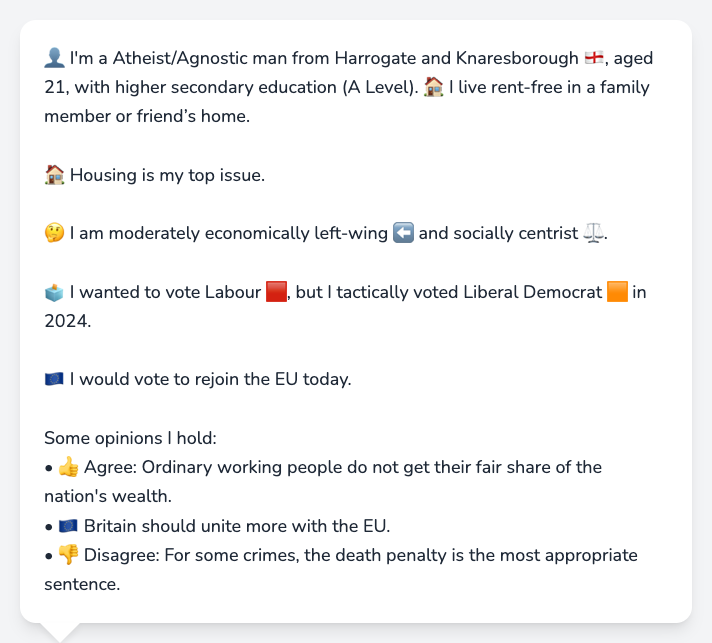 👤 I'm a Atheist/Agnostic man from Harrogate and Knaresborough 🏴󠁧󠁢󠁥󠁮󠁧󠁿, aged
21, with higher secondary education (A Level). 🏠 I live rent-free in a family
member or friend’s home.
🏠 Housing is my top issue.
🤔 I am moderately economically left-wing ⬅️ and socially centrist ⚖️.
🗳️ I wanted to vote Labour 🟥, but I tactically voted Liberal Democrat 🟧 in
2024.
🇪🇺 I would vote to rejoin the EU today.
Some opinions I hold:
• 👍 Agree: Ordinary working people do not get their fair share of the
nation's wealth.
• 🇪🇺 Britain should unite more with the EU.
• 👎 Disagree: For some crimes, the death penalty is the most appropriate
sentence.